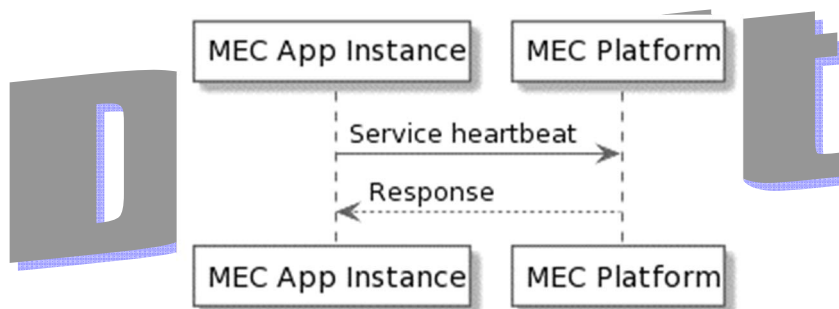 MEC App Instance MEC Platform
Service heartbeat
Response
MEC App Instance MEC Platform